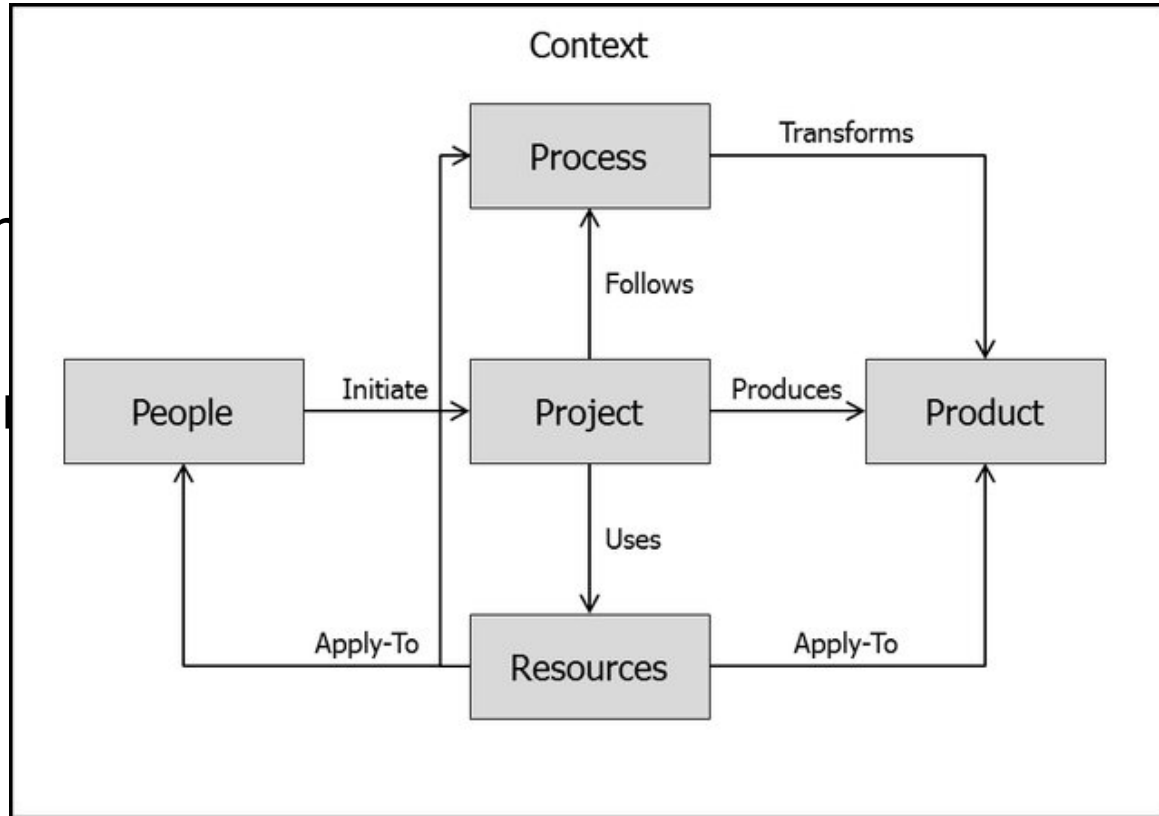 Context
Process
Transforms
Follows
People
Initiate
Project
Produces
Product
Uses
Apply-To
Resources
Apply-To